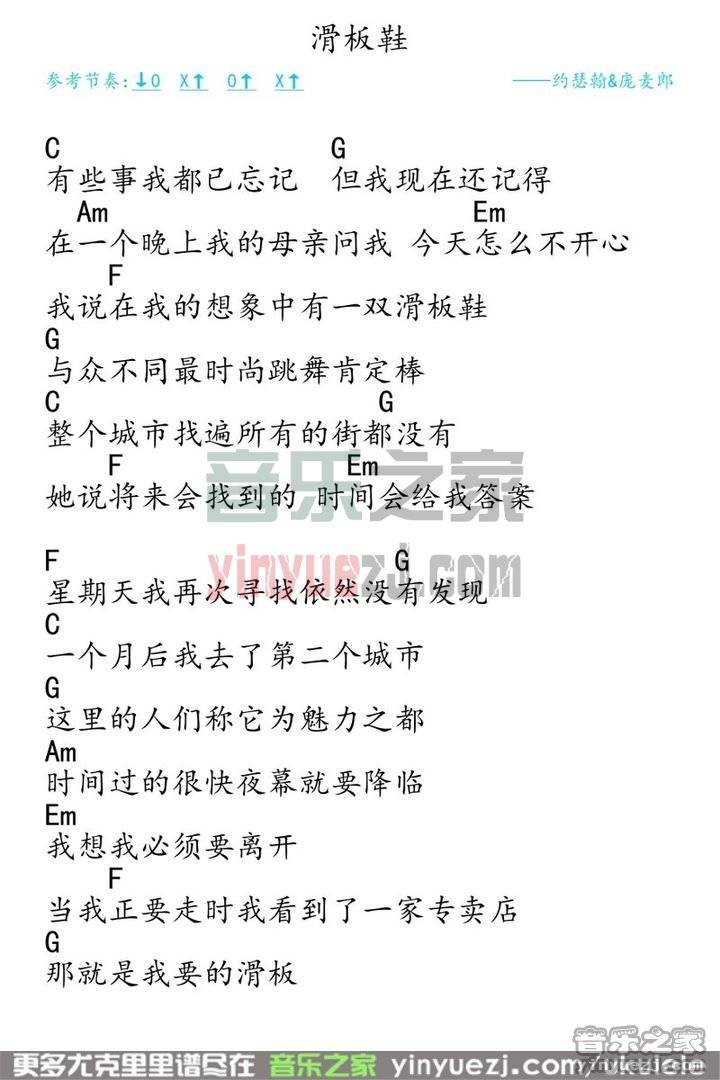 滑板鞋
参考节奏:↓O X↑ O↑ X↑ ——约瑟翰&庞麦郎
C G
有些事我都已忘记 但我现在还记得
Am Em
在一个晚上我的母亲问我 今天怎么不开心
F
我说在我的想象中有一双滑板鞋
G
与众不同最时尚跳舞肯定棒
C G
整个城市找遍所有的街都没有
F Em
她说将来会找到的 时间会给我答案
音乐之家
yinyuezj.com
F G
星期天我再次寻找依然没有发现
C
一个月后我去了第二个城市
G
这里的人们称它为魅力之都
Am
时间过的很快夜幕就要降临
Em
我想我必须要离开
F
当我正要走时我看到了一家专卖店
G
那就是我要的滑板
更多尤克里里谱尽在 音乐之家 yinyuezj.com/yinyuezj
音乐之家
yinyuezj.com